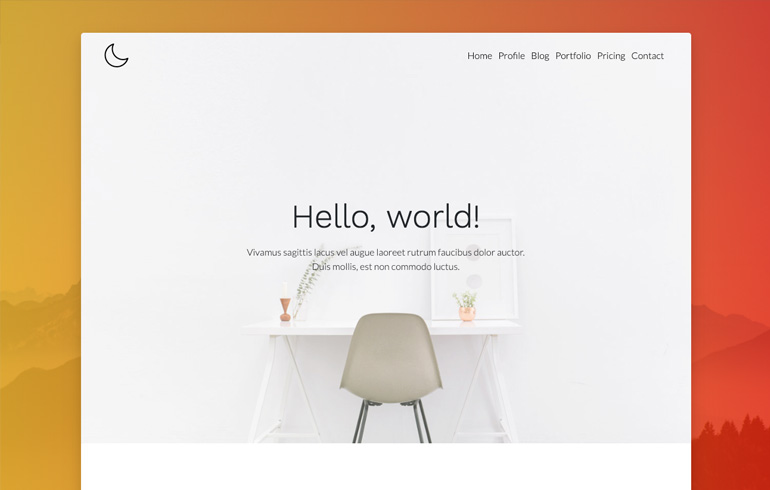 Home Profile Blog Portfolio Pricing Contact
Hello, world!
Vivamus sagittis lacus vel augue laoreet rutrum faucibus dolor auctor.
Duis mollis, est non commodo luctus.